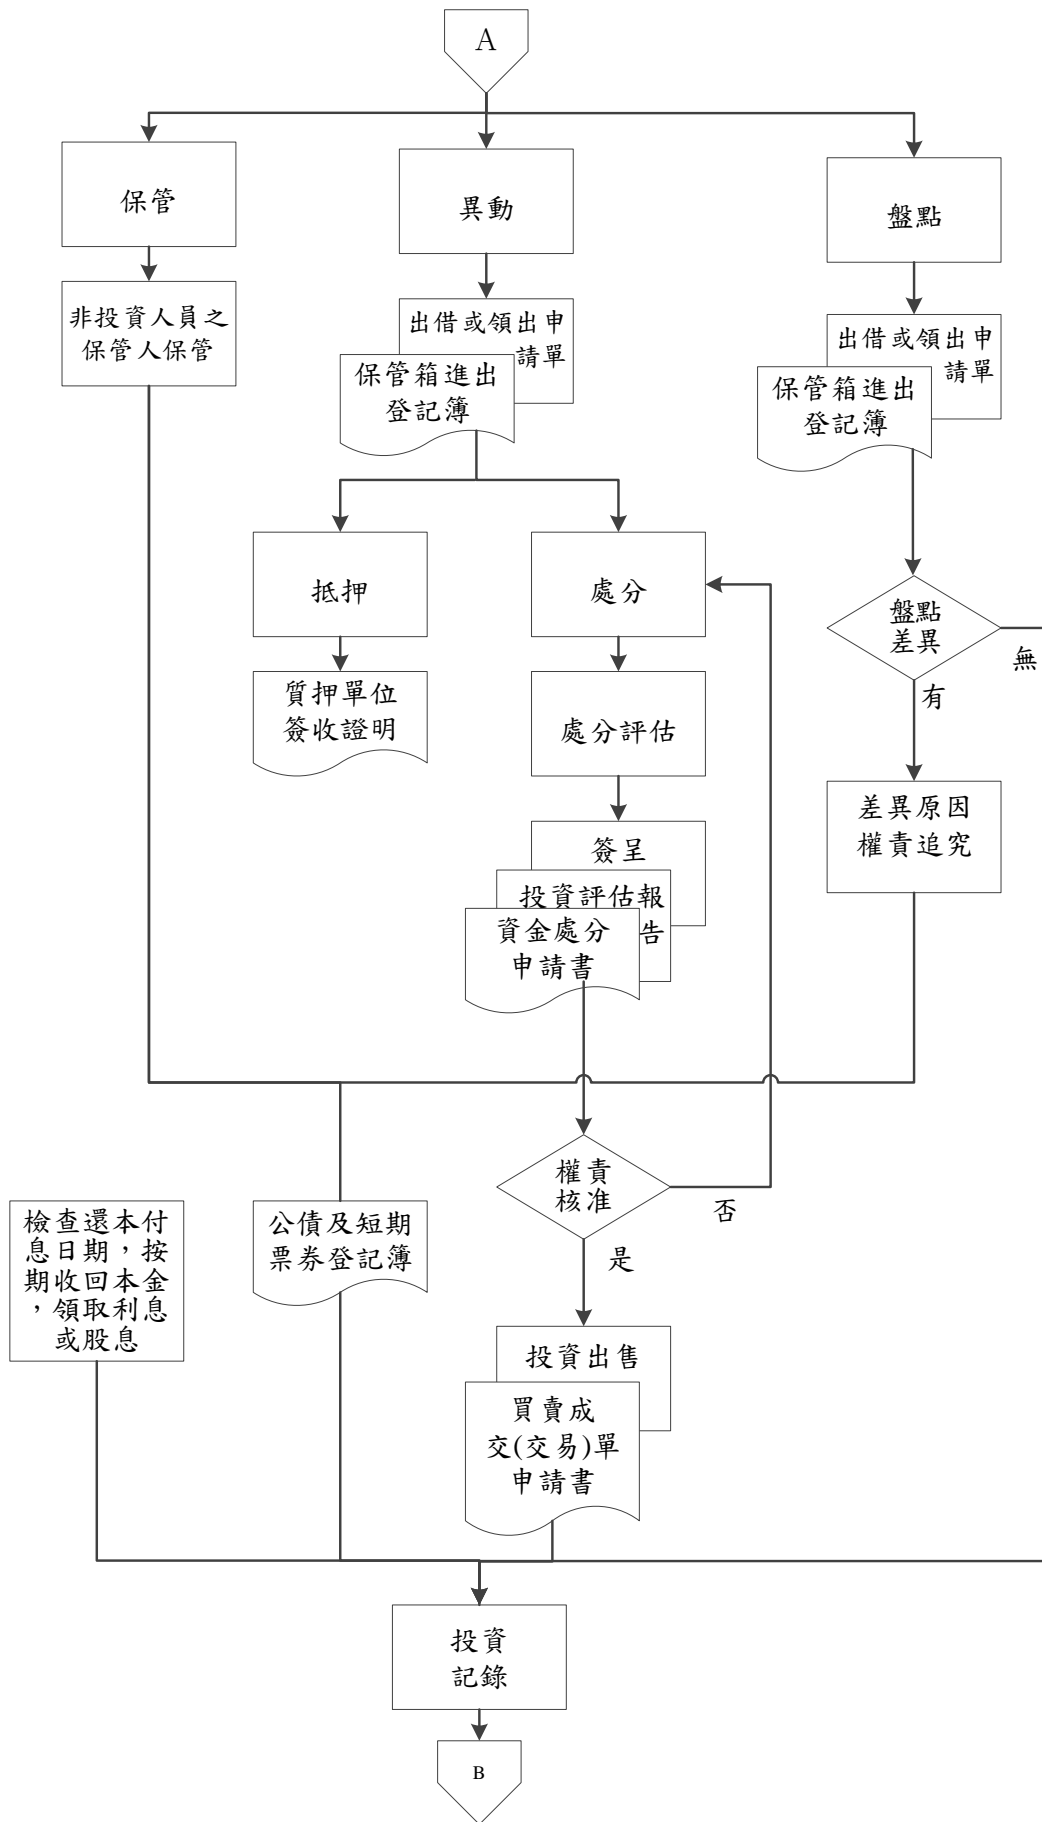 A
保管
異動
盤點
非投資人員之
保管人保管
出借或領出申
請單
保管箱進出
登記簿
出借或領出申
請單
保管箱進出
登記簿
抵押
處分
盤點
差異
無
有
質押單位
簽收證明
處分評估
差異原因
權責追究
簽呈
投資評估報
告
資金處分
申請書
權責
核准
否
是
檢查還本付
息日期，按
期收回本金
，領取利息
或股息
公債及短期
票券登記簿
投資出售
買賣成
交(交易)單
申請書
投資
記錄
B